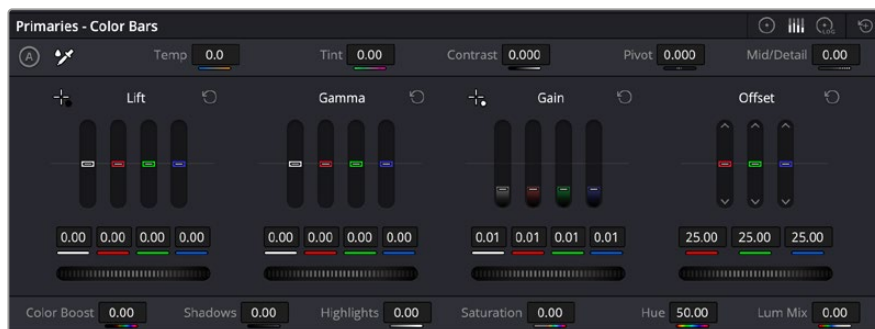 Primaries - Color Bars
LOG
A Temp 0.0 Tint 0.00 Contrast 0.000 Pivot 0.000 Mid/Detail 0.00
Lift Gamma Gain Offset
0.00 0.00 0.00 0.00 0.00 0.00 0.00 0.00 0.01 0.01 0.01 0.01 25.00 25.00 25.00
Color Boost 0.00 Shadows 0.00 Highlights 0.00 Saturation 0.00 Hue 50.00 Lum Mix 0.00